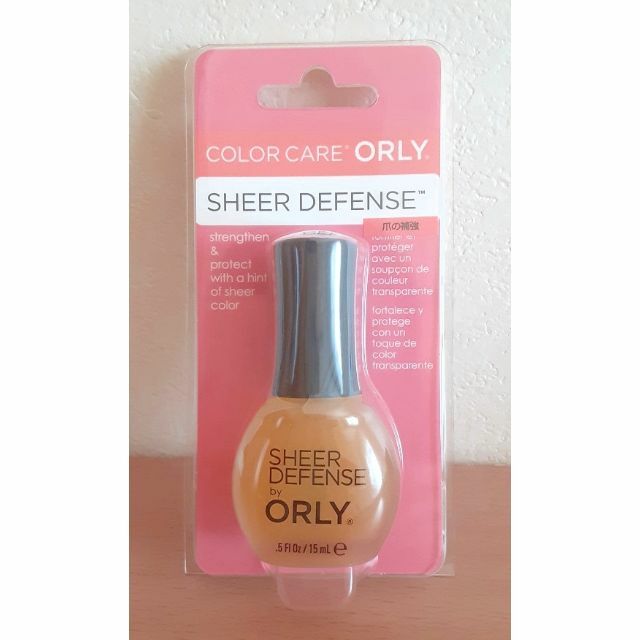 COLOR CARE® ORLY®
SHEER DEFENSE™
strengthen
&
protect
with a hint
of sheer
color
爪の補強
protéger
avec un
soupçon de
couleur
transparente
fortalece y
protege
con un
toque de
color
transparente
SHEER
DEFENSE
by
ORLY®
.5 Fl Oz / 15 mL ℮